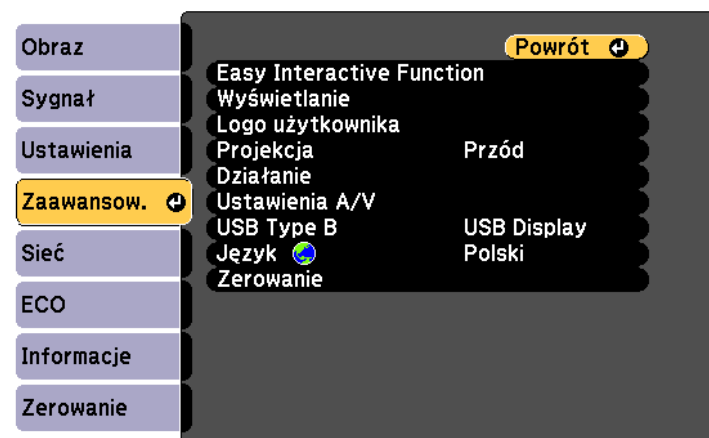 Obraz
Sygnał
Ustawienia
Zaawansow.
Sieć
ECO
Informacje
Zerowanie
Powrót
Easy Interactive Function
Wyświetlanie
Logo użytkownika
Projekcja Przód
Działanie
Ustawienia A/V
USB Type B USB Display
Język Polski
Zerowanie